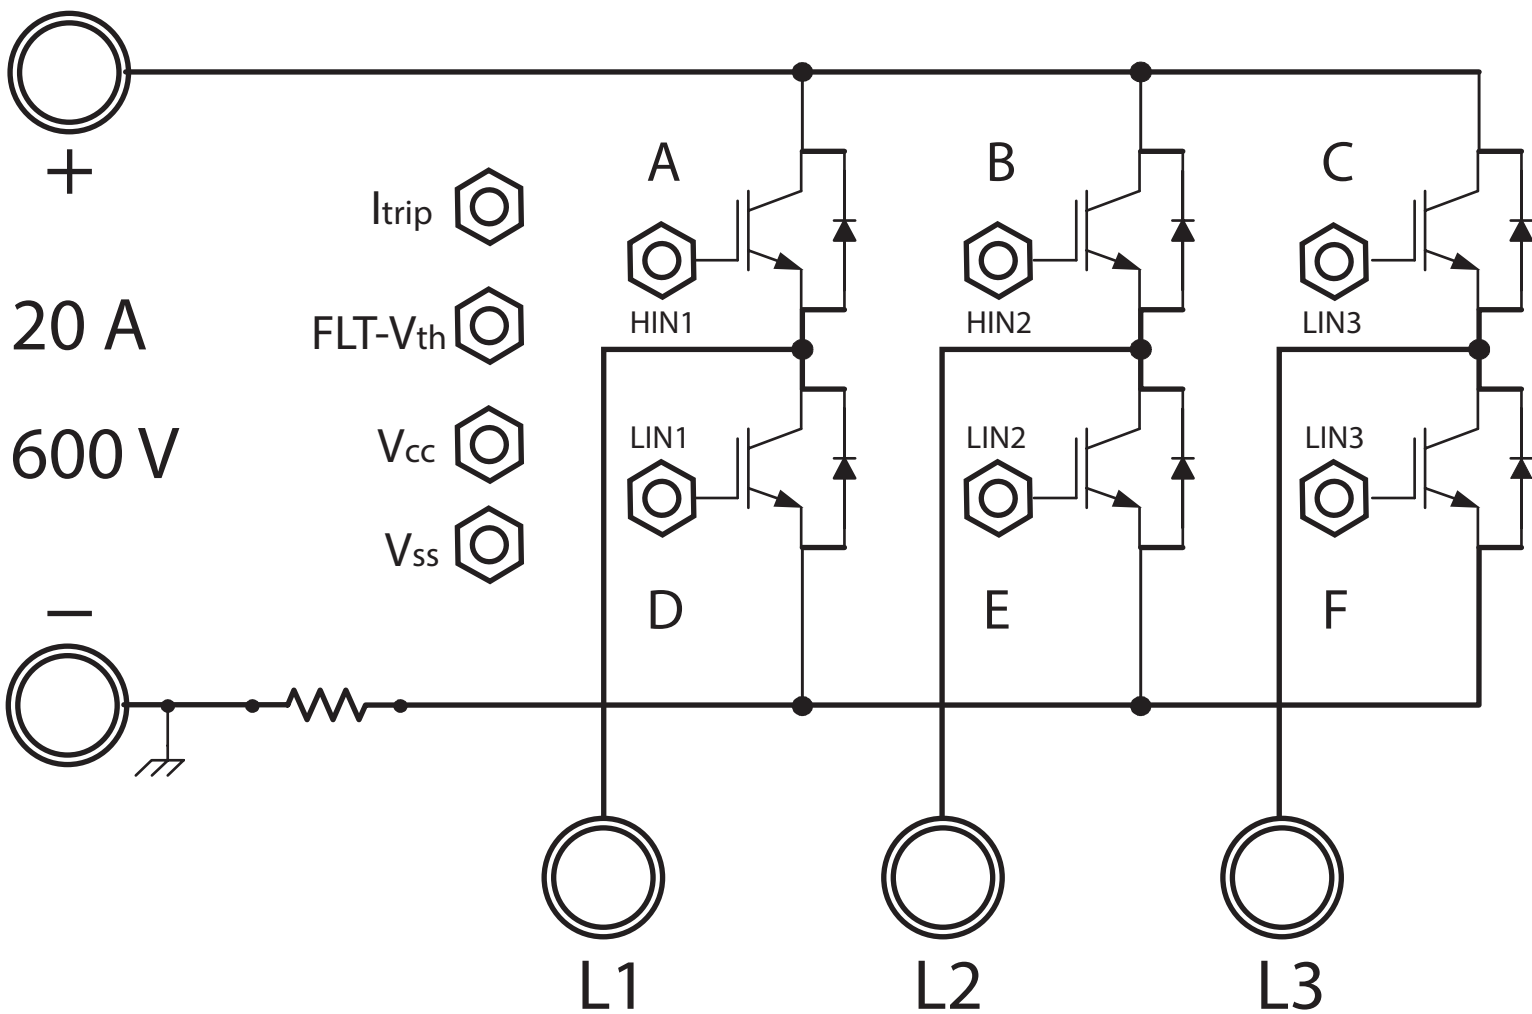 +
A B C
Itrip
HIN1 HIN2 LIN3
20 A
FLT-Vth
600 V
Vcc
LIN1 LIN2 LIN3
Vss
D E F
−
L1 L2 L3